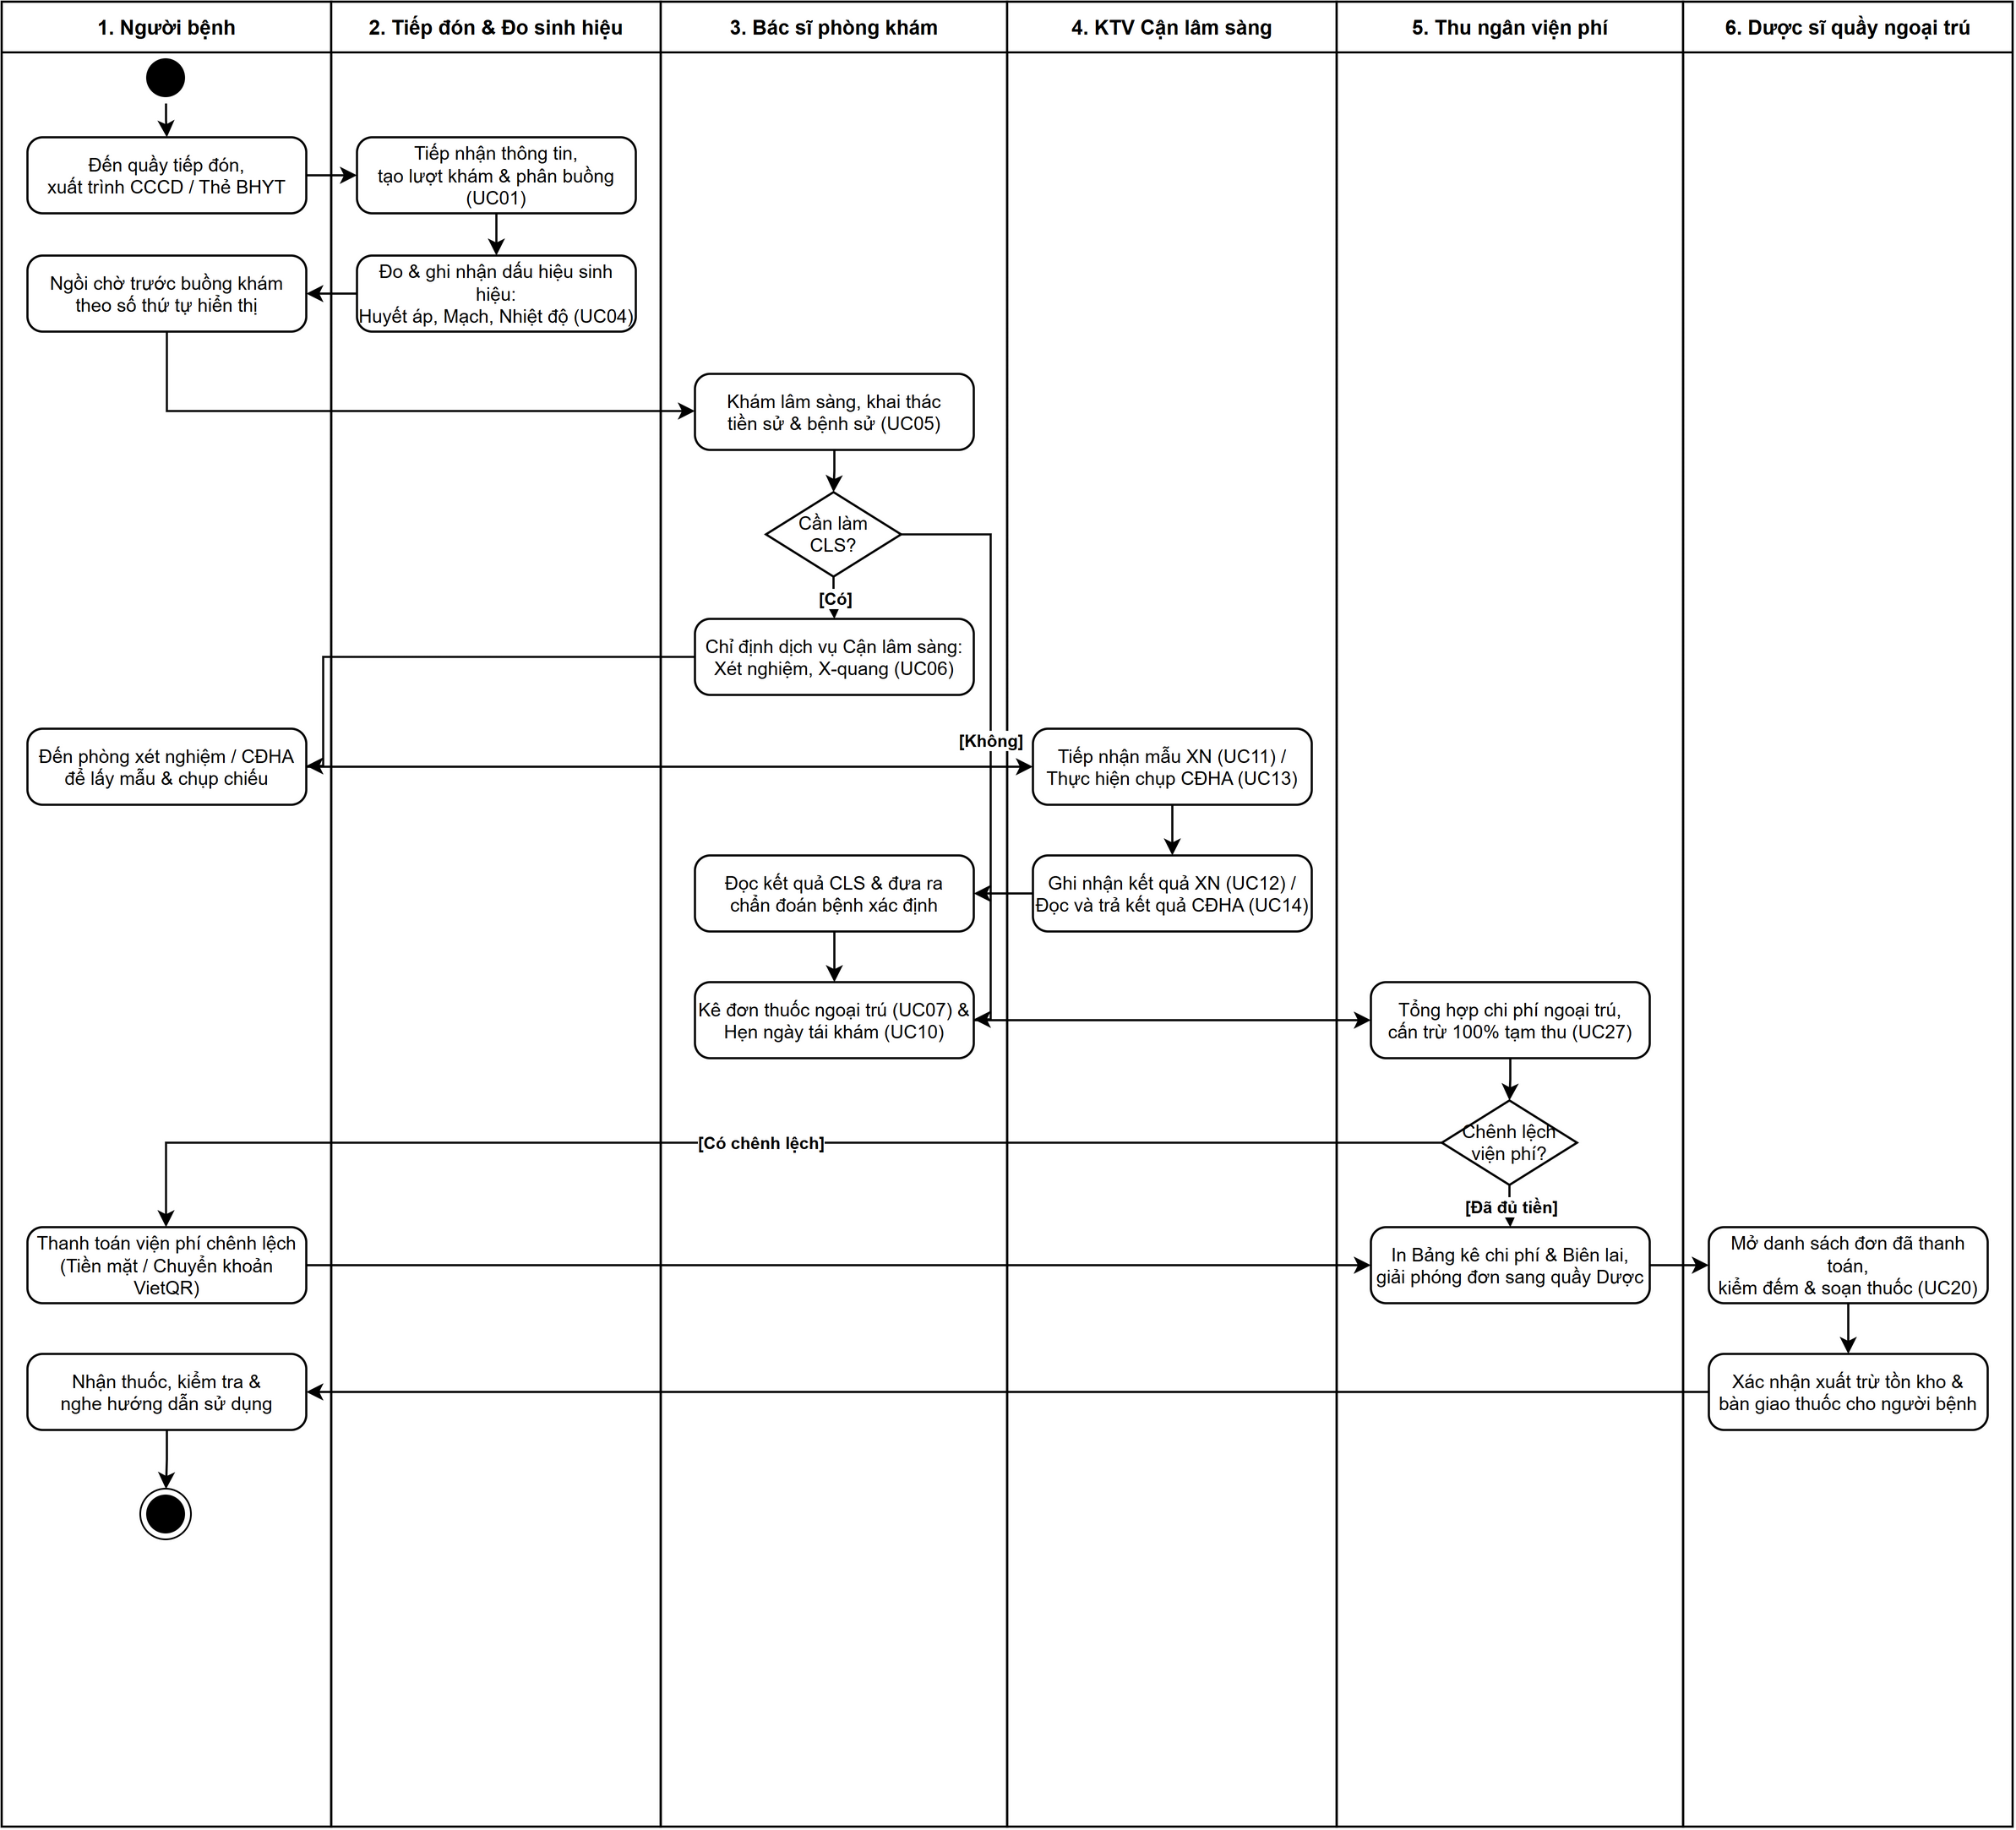 1. Người bệnh
2. Tiếp đón & Đo sinh hiệu
3. Bác sĩ phòng khám
4. KTV Cận lâm sàng
5. Thu ngân viện phí
6. Dược sĩ quầy ngoại trú
Đến quầy tiếp đón,
xuất trình CCCD / Thẻ BHYT
Tiếp nhận thông tin,
tạo lượt khám & phân buồng
(UC01)
Ngồi chờ trước buồng khám
theo số thứ tự hiển thị
Đo & ghi nhận dấu hiệu sinh
hiệu:
Huyết áp, Mạch, Nhiệt độ (UC04)
Khám lâm sàng, khai thác
tiền sử & bệnh sử (UC05)
Cần làm
CLS?
[Có]
Chỉ định dịch vụ Cận lâm sàng:
Xét nghiệm, X-quang (UC06)
[Không]
Đến phòng xét nghiệm / CĐHA
để lấy mẫu & chụp chiếu
Tiếp nhận mẫu XN (UC11) /
Thực hiện chụp CĐHA (UC13)
Đọc kết quả CLS & đưa ra
chẩn đoán bệnh xác định
Ghi nhận kết quả XN (UC12) /
Đọc và trả kết quả CĐHA (UC14)
Kê đơn thuốc ngoại trú (UC07) &
Hẹn ngày tái khám (UC10)
Tổng hợp chi phí ngoại trú,
cấn trừ 100% tạm thu (UC27)
[Có chênh lệch]
Chênh lệch
viện phí?
[Đã đủ tiền]
Thanh toán viện phí chênh lệch
(Tiền mặt / Chuyển khoản
VietQR)
In Bảng kê chi phí & Biên lai,
giải phóng đơn sang quầy Dược
Mở danh sách đơn đã thanh
toán,
kiểm đếm & soạn thuốc (UC20)
Nhận thuốc, kiểm tra &
nghe hướng dẫn sử dụng
Xác nhận xuất trừ tồn kho &
bàn giao thuốc cho người bệnh